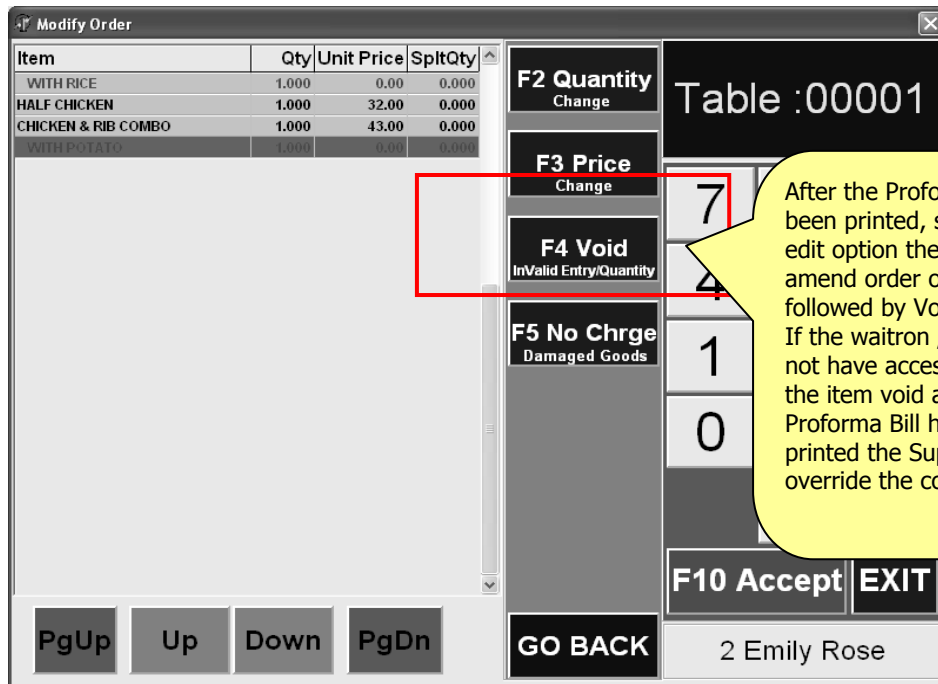 Modify Order
Item Qty Unit Price SpltQty
WITH RICE 1.000 0.00 0.000
HALF CHICKEN 1.000 32.00 0.000
CHICKEN & RIB COMBO 1.000 43.00 0.000
WITH POTATO 1.000 0.00 0.000
F2 Quantity
Change
F3 Price
Change
F4 Void
InValid Entry/Quantity
F5 No Chrge
Damaged Goods
GO BACK
Table :00001
7
4
1
0
After the Profo
been printed, s
edit option the
amend order o
followed by Vo
If the waitron
not have acces
the item void a
Proforma Bill h
printed the Su
override the co
F10 Accept EXIT
2 Emily Rose
PgUp Up Down PgDn